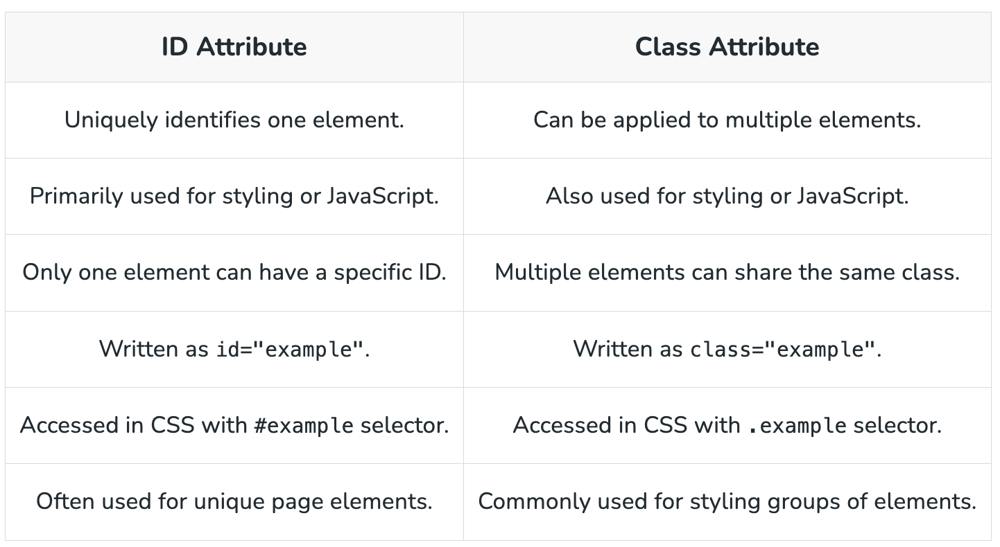 ID Attribute
Class Attribute
Uniquely identifies one element.
Can be applied to multiple elements.
Primarily used for styling or JavaScript.
Also used for styling or JavaScript.
Only one element can have a specific ID.
Multiple elements can share the same class.
Written as id="example".
Written as class="example".
Accessed in CSS with #example selector.
Accessed in CSS with .example selector.
Often used for unique page elements.
Commonly used for styling groups of elements.